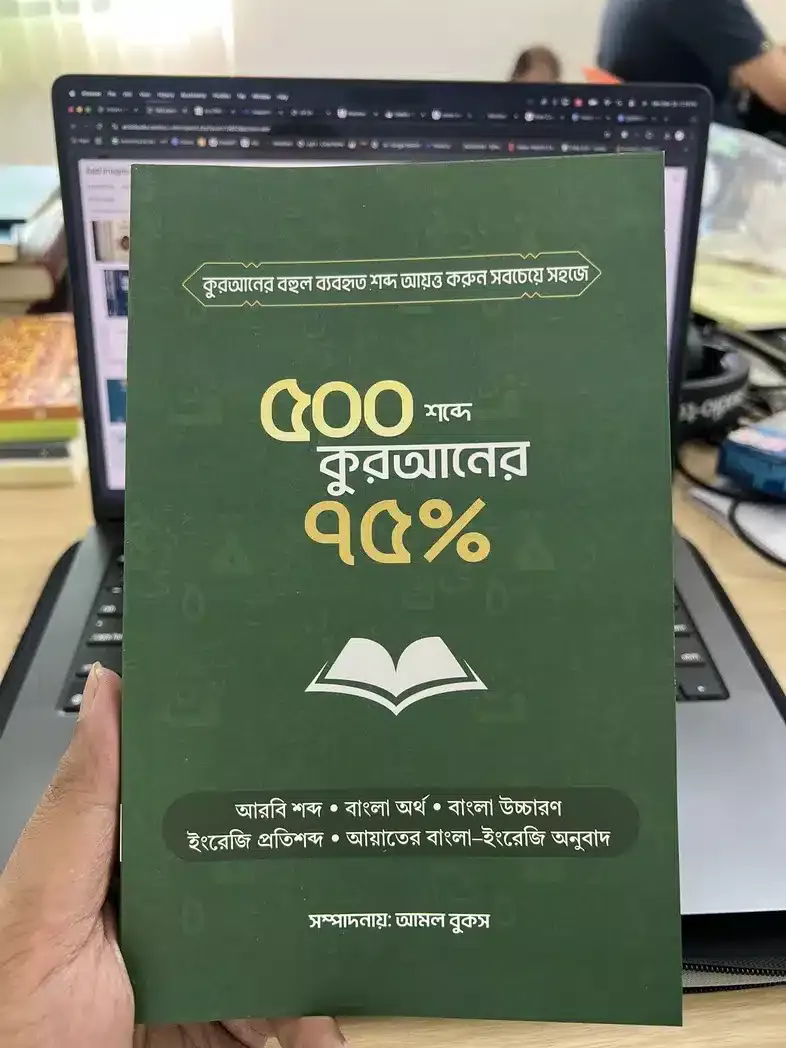 কুরআনের বহুল ব্যবহৃত শব্দ আয়ত্ত করুন সবচেয়ে সহজে
৫০০ শব্দে
কুরআনের
৭৫%
আরবি শব্দ • বাংলা অর্থ • বাংলা উচ্চারণ
ইংরেজি প্রতিশব্দ • আয়াতের বাংলা–ইংরেজি অনুবাদ
সম্পাদনায়: আমল বুকস